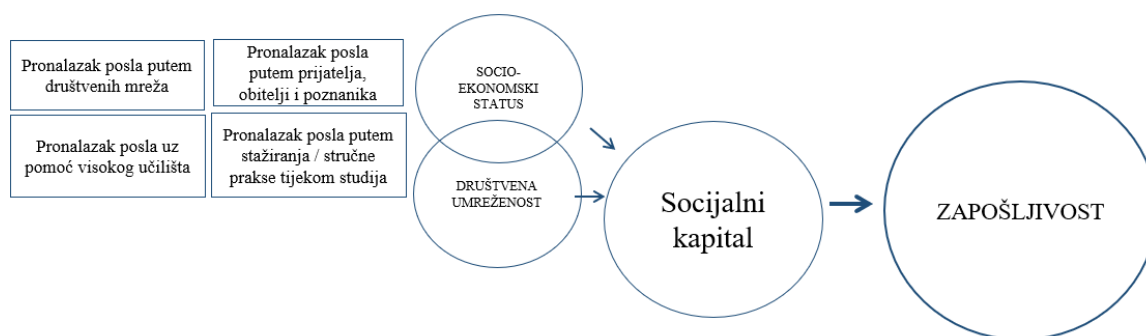 Pronalazak posla putem
društvenih mreža
Pronalazak posla
putem prijatelja,
obitelji i poznanika
Pronalazak posla uz
pomoć visokog učilišta
Pronalazak posla putem
stažiranja / stručne
prakse tijekom studija
SOCIO-
EKONOMSKI
STATUS
DRUŠTVENA
UMREŽENOST
Socijalni
kapital
ZAPOŠLJIVOST